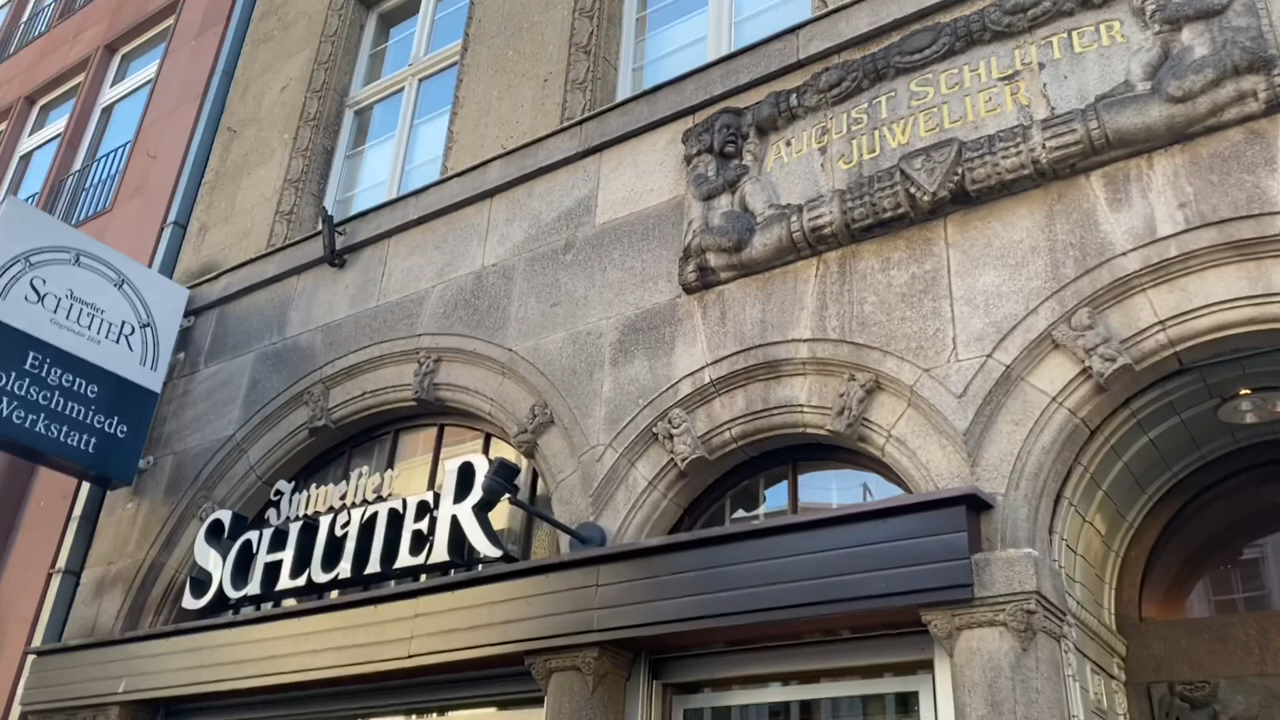 AUGUST SCHLÜTER
JUWELIER
Juwelier
SCHLÜTER
Eigene
oldschmiede
Werkstatt
Juwelier
SCHLÜTER